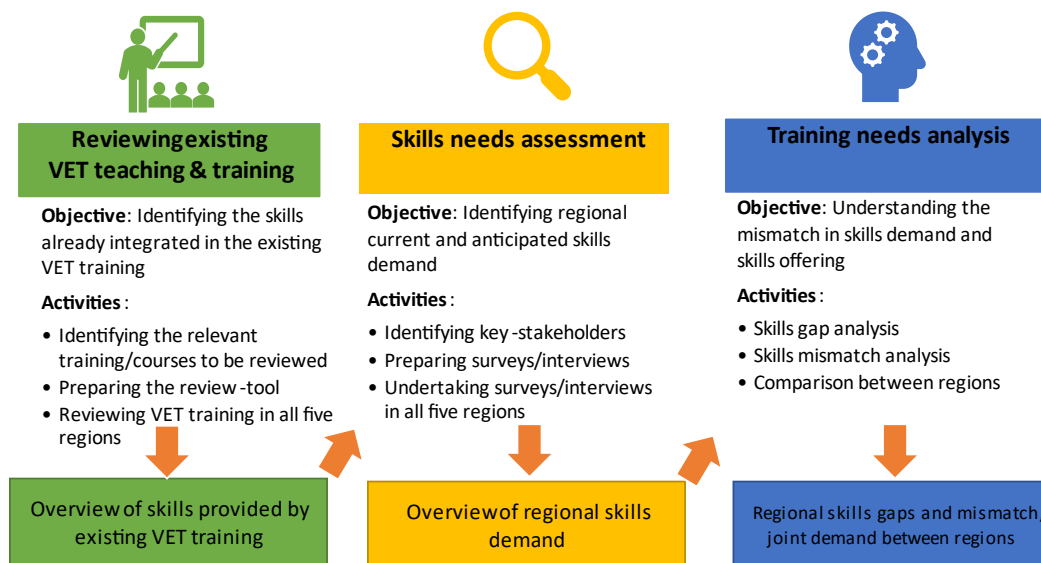 Reviewing existing
VET teaching & training
Objective: Identifying the skills
already integrated in the existing
VET training
Activities :
• Identifying the relevant
training/courses to be reviewed
• Preparing the review -tool
• Reviewing VET training in all five
regions
Overview of skills provided by
existing VET training
Skills needs assessment
Objective: Identifying regional
current and anticipated skills
demand
Activities :
• Identifying key -stakeholders
• Preparing surveys/interviews
• Undertaking surveys/interviews
in all five regions
Overview of regional skills
demand
Training needs analysis
Objective: Understanding the
mismatch in skills demand and
skills offering
Activities :
• Skills gap analysis
• Skills mismatch analysis
• Comparison between regions
Regional skills gaps and mismatch,
joint demand between regions